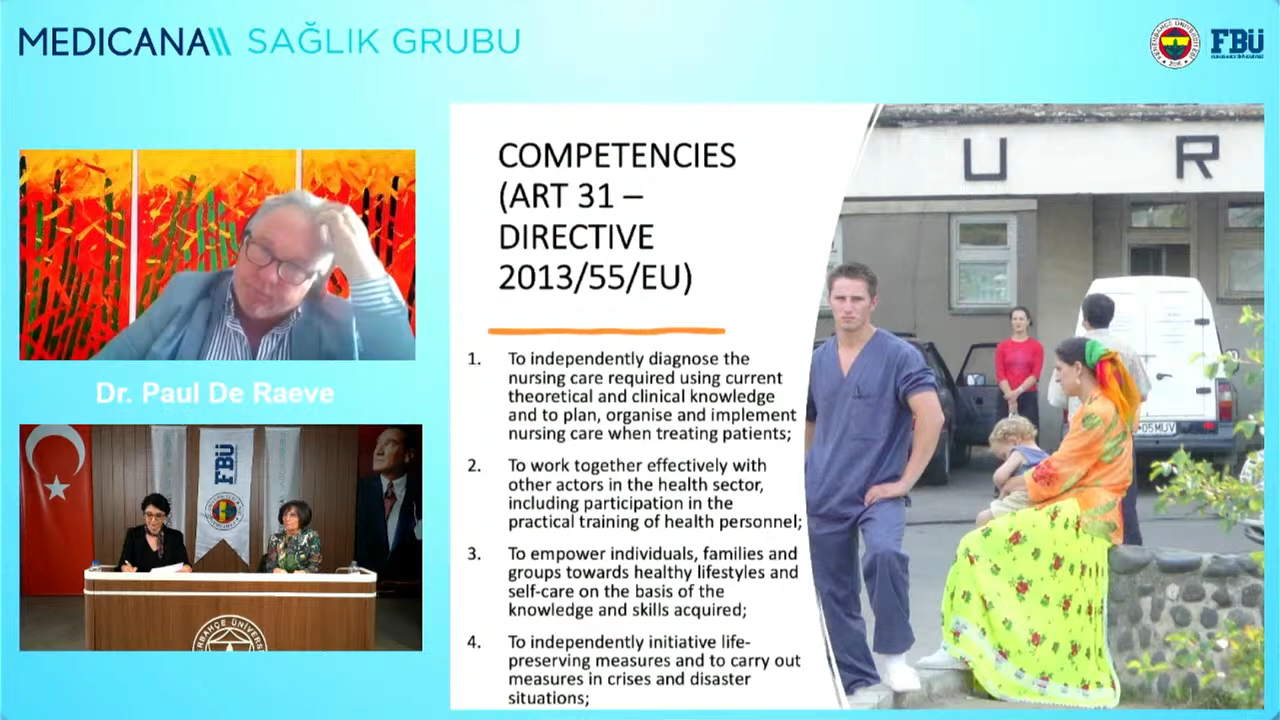 MEDICANA\\ SAĞLIK GRUBU
FBÜ
Dr. Paul De Raeve
FBÜ
COMPETENCIES
(ART 31 –
DIRECTIVE
2013/55/EU)
1. To independently diagnose the
nursing care required using current
theoretical and clinical knowledge
and to plan, organise and implement
nursing care when treating patients;
2. To work together effectively with
other actors in the health sector,
including participation in the
practical training of health personnel;
3. To empower individuals, families and
groups towards healthy lifestyles and
self-care on the basis of the
knowledge and skills acquired;
4. To independently initiative life-
preserving measures and to carry out
measures in crises and disaster
situations;
U R
05MUV